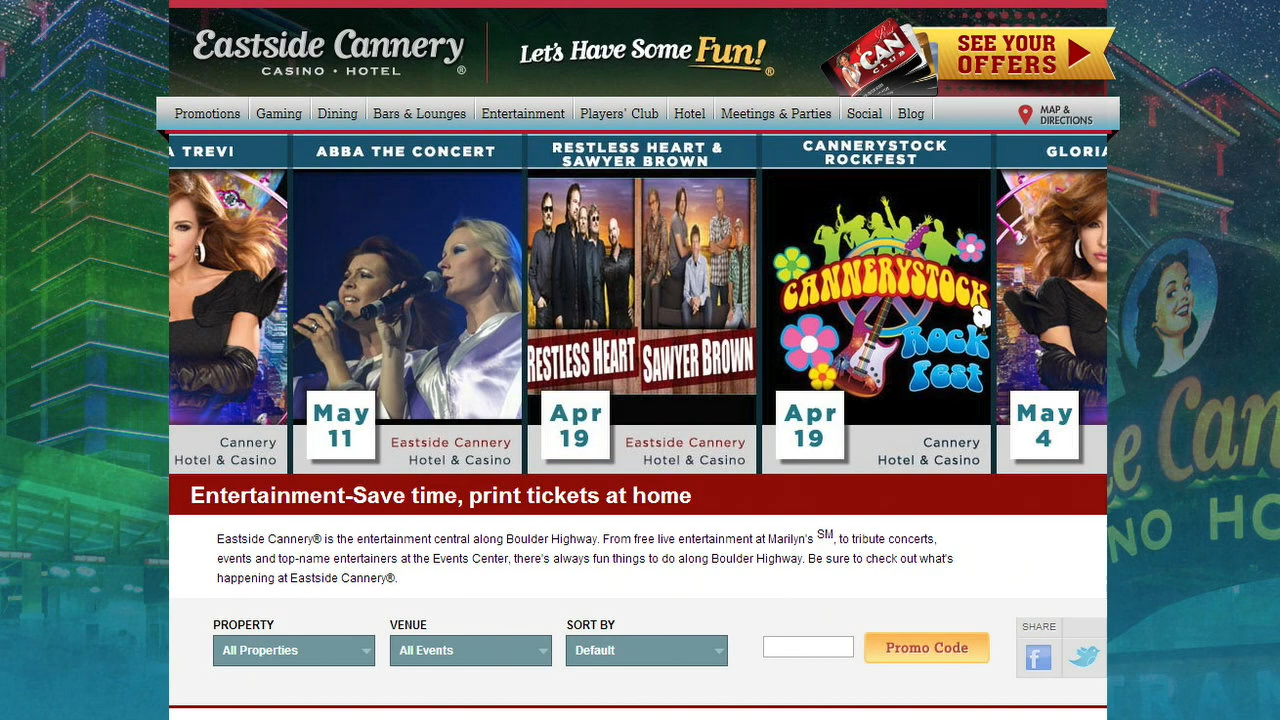 Eastside Cannery
CASINO • HOTEL ®
Let's Have Some Fun! ®
CAN
CLUB
SEE YOUR
OFFERS
Promotions
Gaming
Dining
Bars & Lounges
Entertainment
Players' Club
Hotel
Meetings & Parties
Social
Blog
MAP &
DIRECTIONS
A TREVI
ABBA THE CONCERT
RESTLESS HEART &
SAWYER BROWN
CANNERYSTOCK
ROCKFEST
GLORIA
RESTLESS HEART
SAWYER BROWN
CANNERYSTOCK
Rock
Fest
Cannery
Hotel & Casino
May
11
Eastside Cannery
Hotel & Casino
Apr
19
Eastside Cannery
Hotel & Casino
Apr
19
Cannery
Hotel & Casino
May
4
Entertainment-Save time, print tickets at home
Eastside Cannery® is the entertainment central along Boulder Highway. From free live entertainment at Marilyn's SM, to tribute concerts,
events and top-name entertainers at the Events Center, there's always fun things to do along Boulder Highway. Be sure to check out what's
happening at Eastside Cannery®.
PROPERTY
All Properties
VENUE
All Events
SORT BY
Default
Promo Code
SHARE
e Can
NO HO